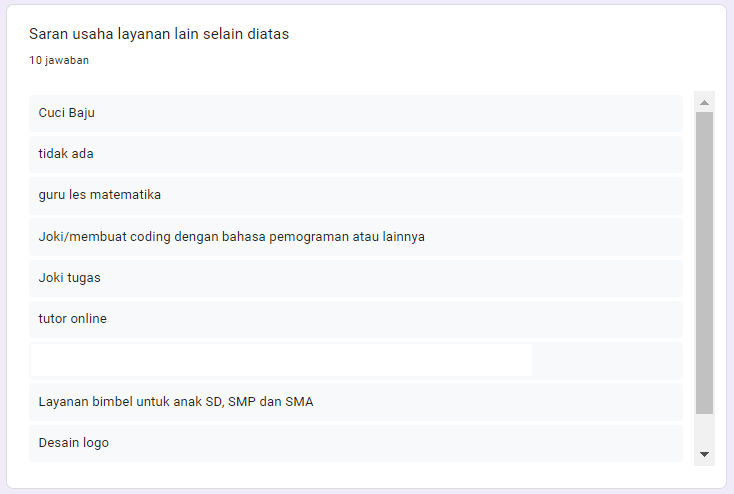 Saran usaha layanan lain selain diatas
10 jawaban
Cuci Baju
tidak ada
guru les matematika
Joki/membuat coding dengan bahasa pemograman atau lainnya
Joki tugas
tutor online
Layanan bimbel untuk anak SD, SMP dan SMA
Desain logo